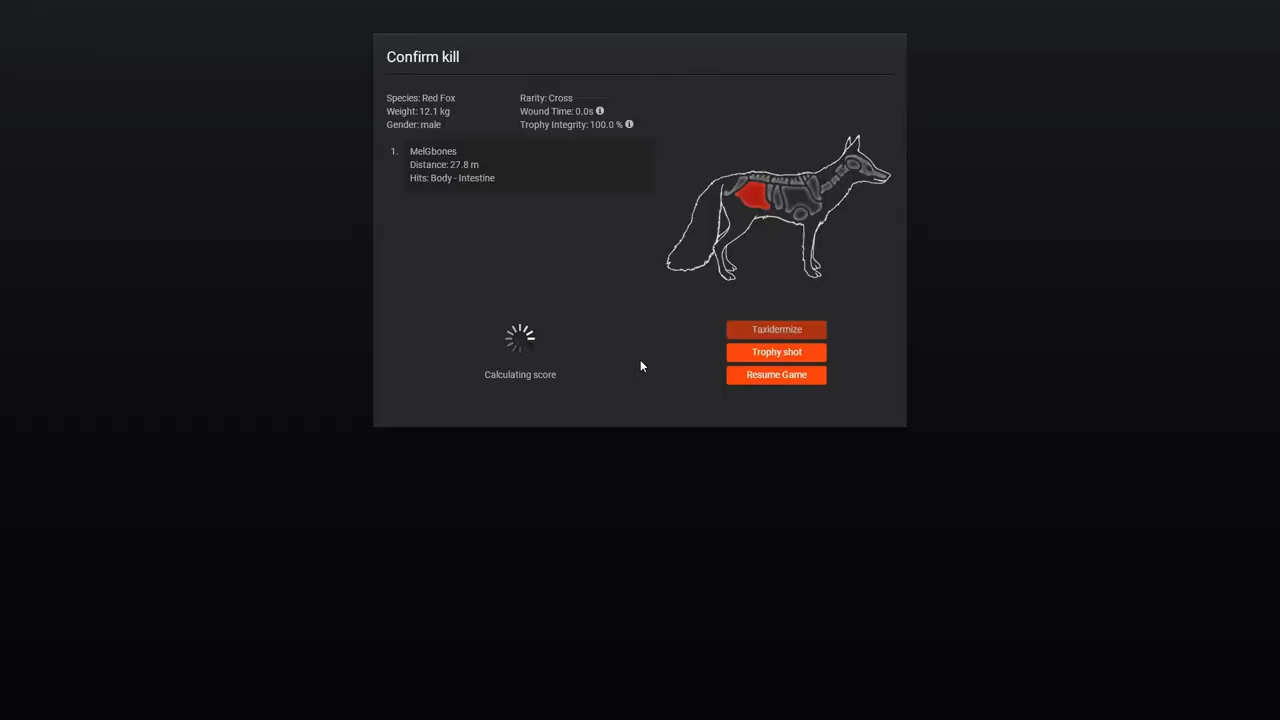 Confirm kill
Species: Red Fox
Weight: 12.1 kg
Gender: male
Rarity: Cross
Wound Time: 0.0s
Trophy Integrity: 100.0 %
1.
MelGbones
Distance: 27.8 m
Hits: Body - Intestine
Calculating score
Taxidermize
Trophy shot
Resume Game